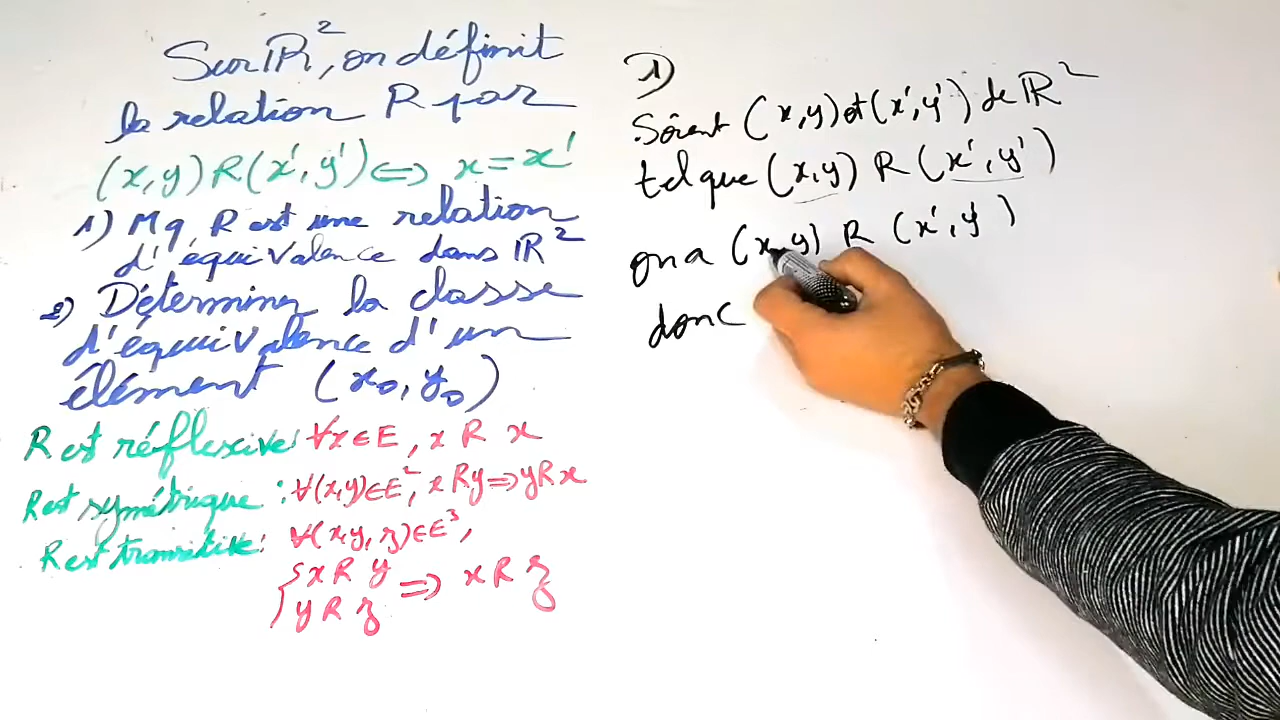 Sur ℝ², on définit
la relation R par
(x,y)R(x',y') ⟺ x = x'
1) Mq R est une relation
d'équivalence dans ℝ²
2) Déterminer la classe
d'équivalence d'un
élément (x₀, y₀)
R est réflexive: ∀x∈E, x R x
R est symétrique: ∀(x,y)∈E², xRy ⟹ yRx
R est transitive: ∀(x,y,z)∈E³,
{ x R y
y R z ⟹ x R z
1)
Soient (x,y) et (x',y') de ℝ²
tel que (x,y) R (x',y')
on a (x,y) R (x',y')
donc